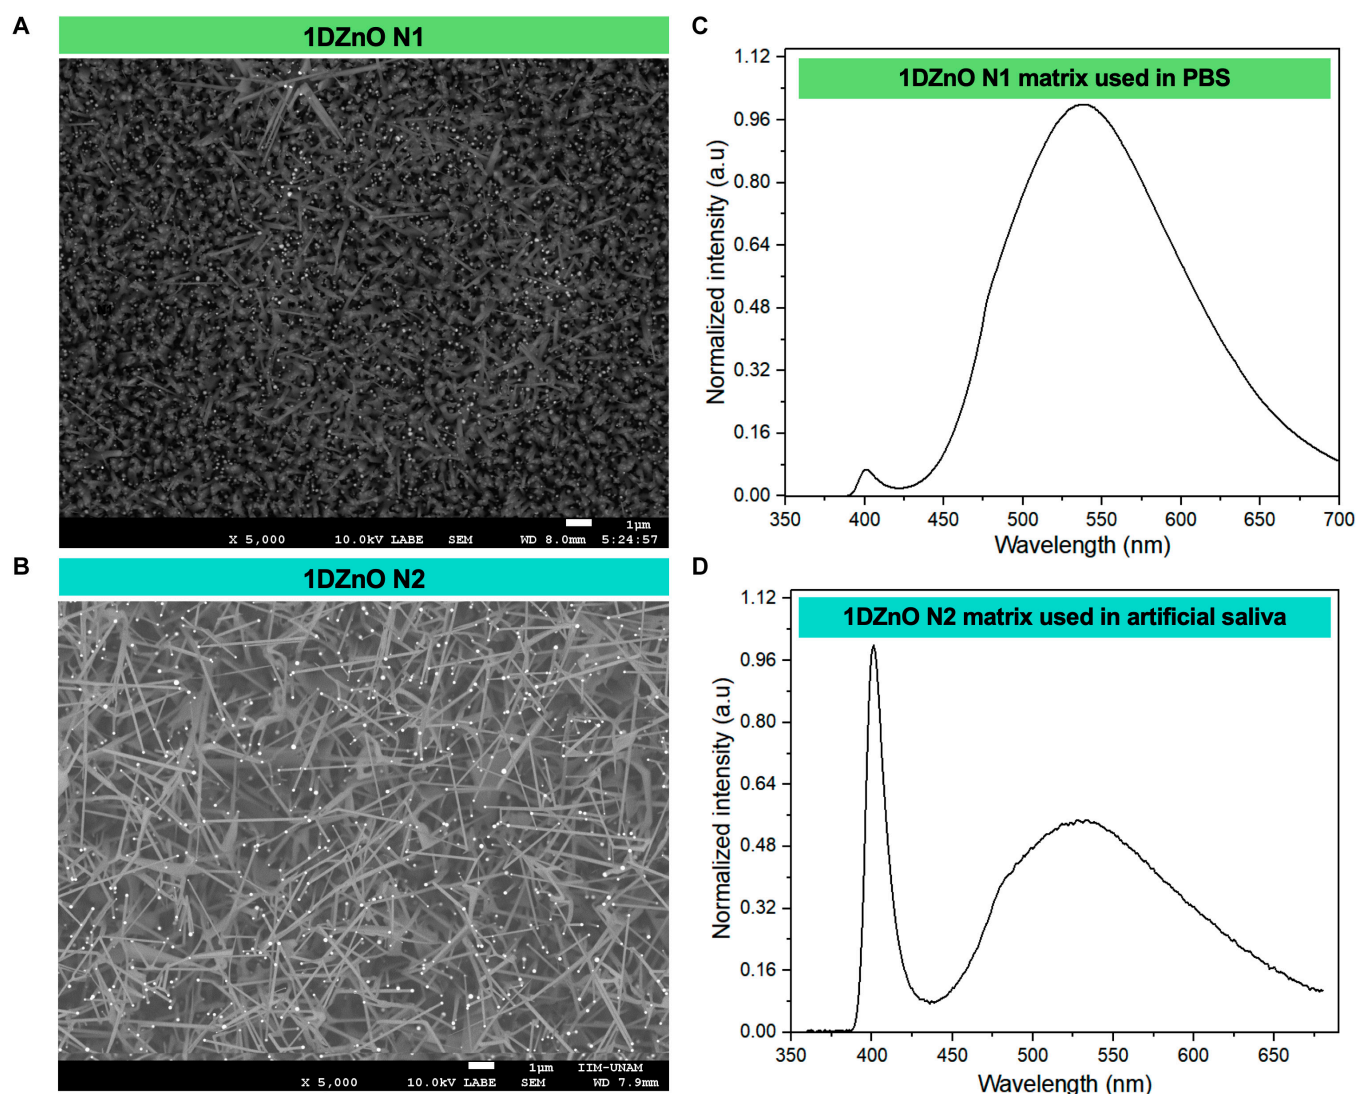 A
1DZnO N1
1µm
X 5,000 10.0kV LABE SEM WD 8.0mm 5:24:57
B
1DZnO N2
1µm IIM-UNAM
X 5,000 10.0kV LABE SEM WD 7.9mm
C
1DZnO N1 matrix used in PBS
Normalized intensity (a.u)
1.12
0.96
0.80
0.64
0.48
0.32
0.16
0.00
350 400 450 500 550 600 650 700
Wavelength (nm)
D
1DZnO N2 matrix used in artificial saliva
Normalized intensity (a.u)
1.12
0.96
0.80
0.64
0.48
0.32
0.16
0.00
350 400 450 500 550 600 650
Wavelength (nm)